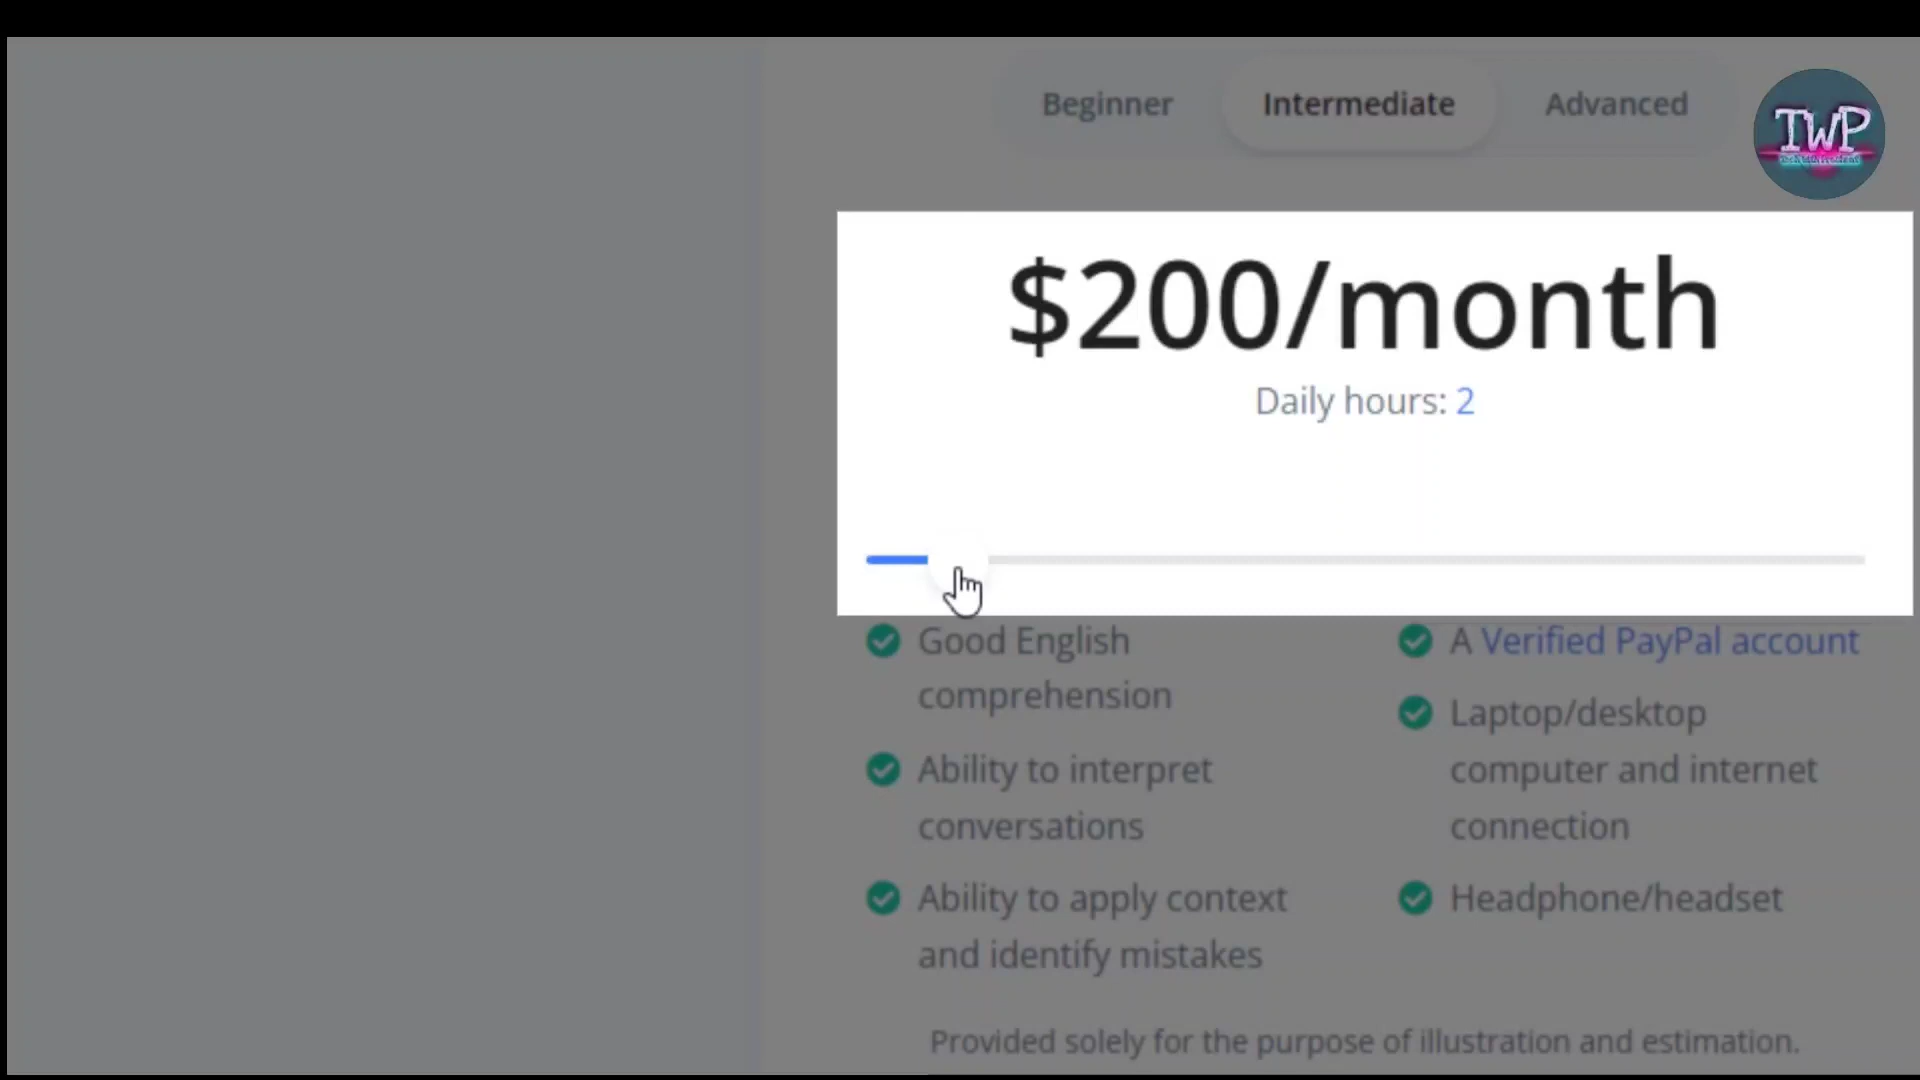 Beginner
Intermediate
Advanced
TWP
$200/month
Daily hours: 2
Good English
comprehension
Ability to interpret
conversations
Ability to apply context
and identify mistakes
A Verified PayPal account
Laptop/desktop
computer and internet
connection
Headphone/headset
Provided solely for the purpose of illustration and estimation.